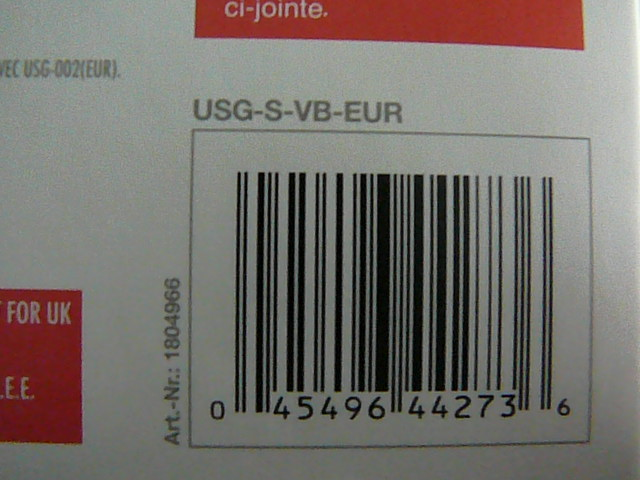 ci-jointe.
VEC USG-002(EUR).
USG-S-VB-EUR
Art.-Nr.: 1804966
FOR UK
.E.E.
0 45496 44273 6